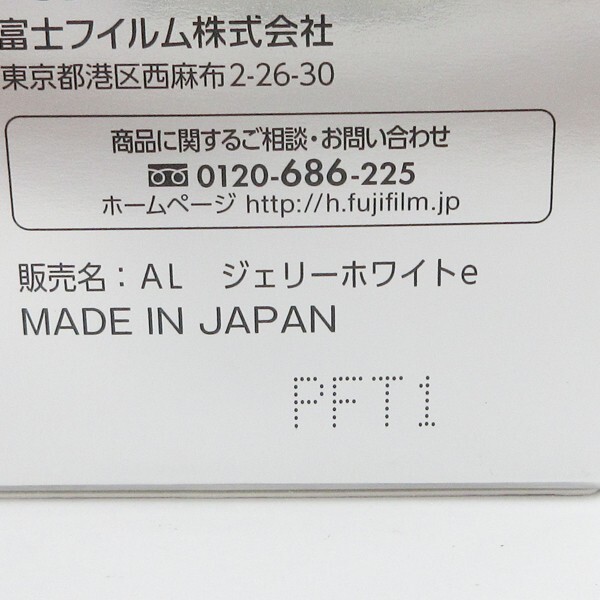 富士フイルム株式会社
東京都港区西麻布2-26-30
商品に関するご相談・お問い合わせ
0120-686-225
ホームページ http://h.fujifilm.jp
販売名：AL　ジェリーホワイトe
MADE IN JAPAN
PFT1